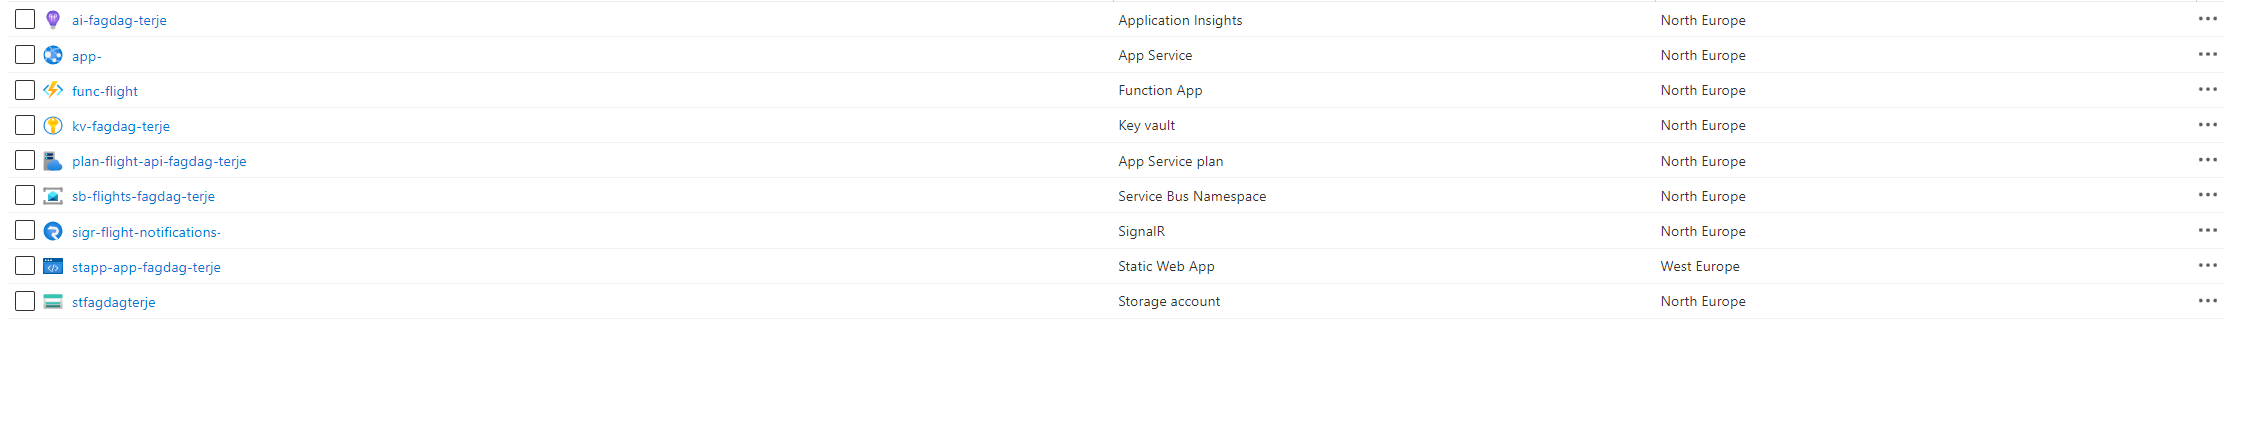 ai-fagdag-terje Application Insights North Europe
app- App Service North Europe
func-flight Function App North Europe
kv-fagdag-terje Key vault North Europe
plan-flight-api-fagdag-terje App Service plan North Europe
sb-flights-fagdag-terje Service Bus Namespace North Europe
sigr-flight-notifications- SignalR North Europe
stapp-app-fagdag-terje Static Web App West Europe
stfagdagterje Storage account North Europe